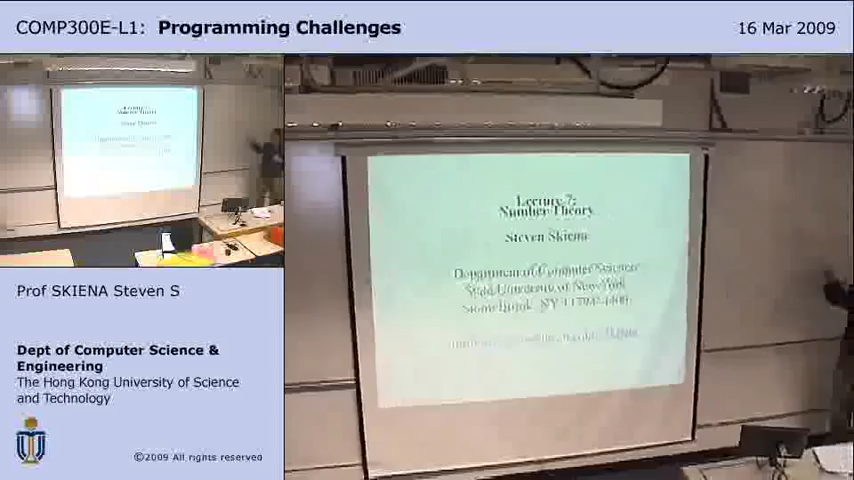 COMP300E-L1: Programming Challenges
16 Mar 2009
Lecture 7:
Number Theory
Steven Skiena
Department of Computer Science
State University of New York
Stony Brook, NY
Prof SKIENA Steven S
Dept of Computer Science &
Engineering
The Hong Kong University of Science
and Technology
©2009 All rights reserved